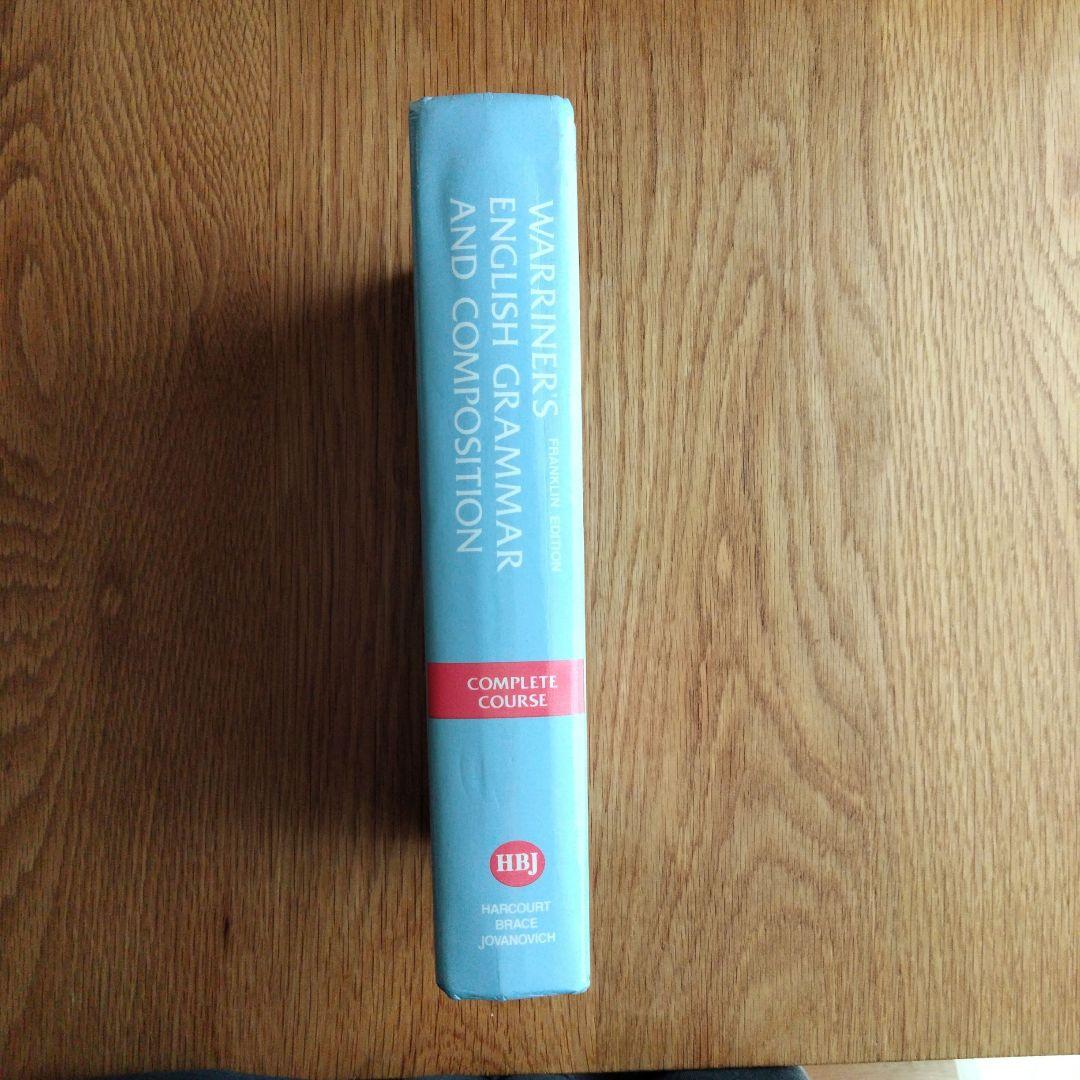 WARRINER'S FRANKLIN EDITION
ENGLISH GRAMMAR
AND COMPOSITION
COMPLETE
COURSE
HBJ
HARCOURT
BRACE
JOVANOVICH